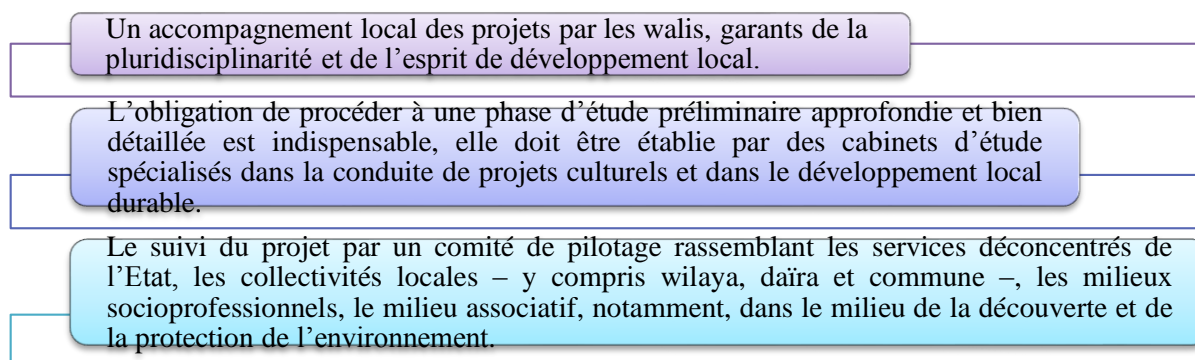 Un accompagnement local des projets par les walis, garants de la
pluridisciplinarité et de l’esprit de développement local.
L’obligation de procéder à une phase d’étude préliminaire approfondie et bien
détaillée est indispensable, elle doit être établie par des cabinets d’étude
spécialisés dans la conduite de projets culturels et dans le développement local
durable.
Le suivi du projet par un comité de pilotage rassemblant les services déconcentrés de
l’Etat, les collectivités locales – y compris wilaya, daïra et commune –, les milieux
socioprofessionnels, le milieu associatif, notamment, dans le milieu de la découverte et de
la protection de l’environnement.